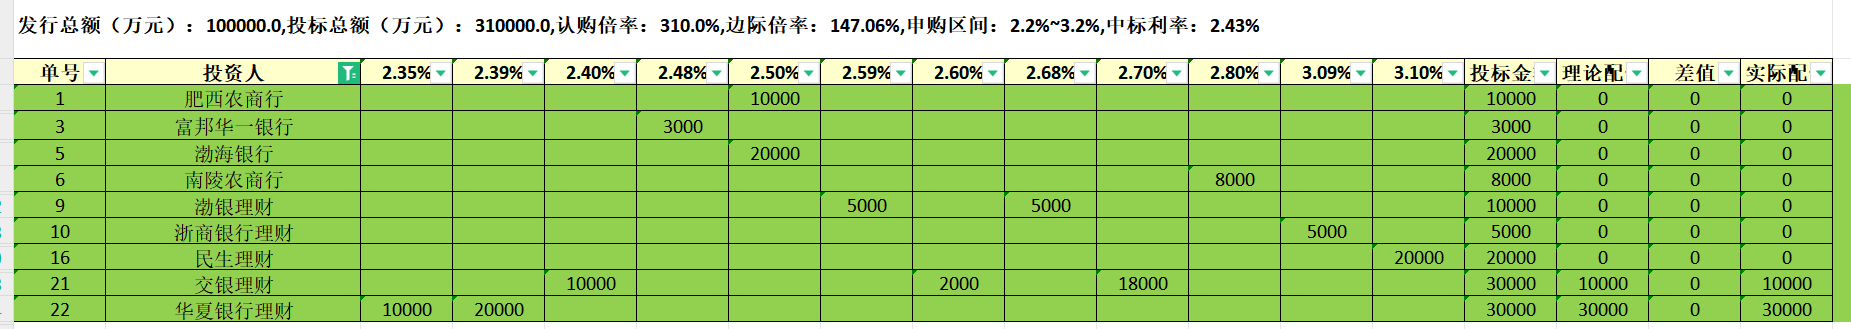 发行总额（万元）：100000.0,投标总额（万元）：310000.0,认购倍率：310.0%,边际倍率：147.06%,申购区间：2.2%~3.2%,中标利率：2.43%
单号 投资人 2.35% 2.39% 2.40% 2.48% 2.50% 2.59% 2.60% 2.68% 2.70% 2.80% 3.09% 3.10% 投标金 理论配 差值 实际配
1 肥西农商行 10000 10000 0 0 0
3 富邦华一银行 3000 3000 0 0 0
5 渤海银行 20000 20000 0 0 0
6 南陵农商行 8000 8000 0 0 0
9 渤银理财 5000 5000 10000 0 0 0
10 浙商银行理财 5000 5000 0 0 0
16 民生理财 20000 20000 0 0 0
21 交银理财 10000 2000 18000 30000 10000 0 10000
22 华夏银行理财 10000 20000 30000 30000 0 30000